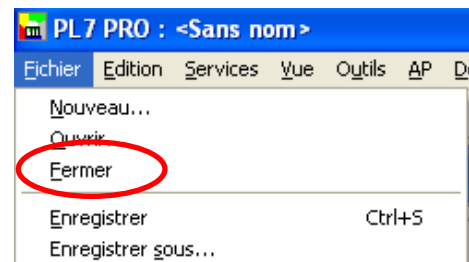 PL7 PRO : <Sans nom>
Fichier Edition Services Vue Outils AP D
Nouveau...
Ouvrir...
Fermer
Enregistrer Ctrl+S
Enregistrer sous...